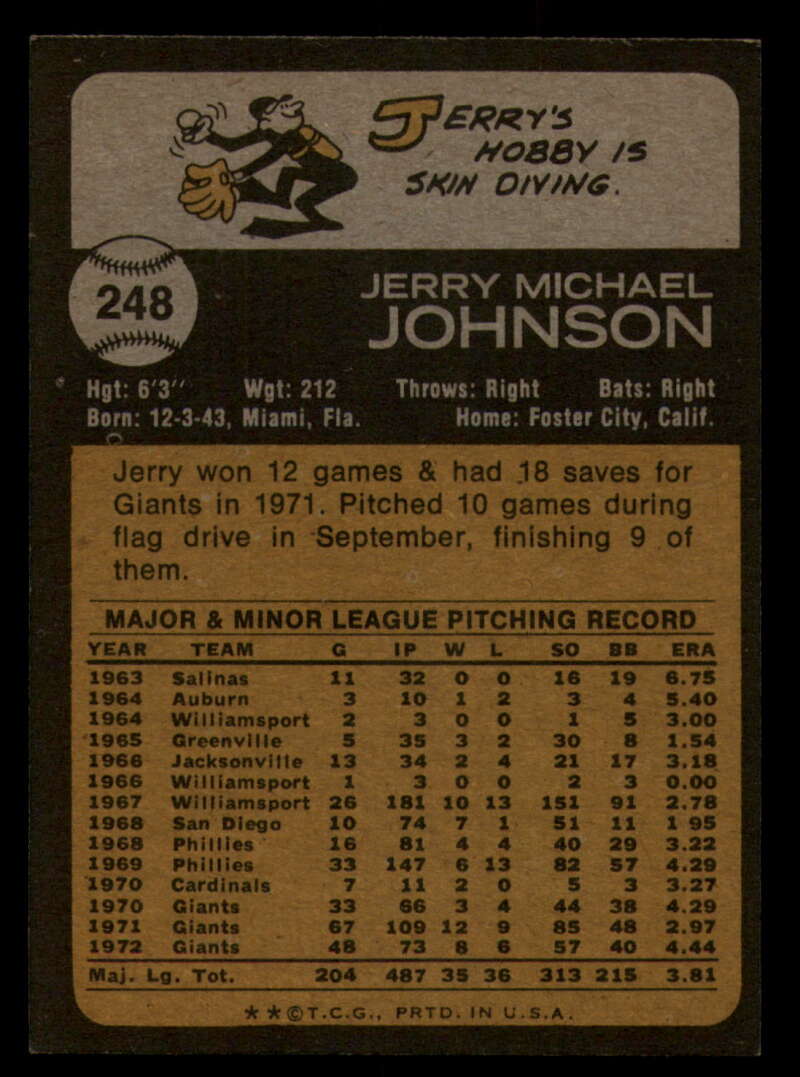 JERRY'S
HOBBY IS
SKIN DIVING.
248
JERRY MICHAEL
JOHNSON
Hgt: 6'3" Wgt: 212 Throws: Right Bats: Right
Born: 12-3-43, Miami, Fla. Home: Foster City, Calif.
Jerry won 12 games & had 18 saves for
Giants in 1971. Pitched 10 games during
flag drive in September, finishing 9 of
them.
MAJOR & MINOR LEAGUE PITCHING RECORD
YEAR TEAM G IP W L SO BB ERA
1963 Salinas 11 32 0 0 16 19 6.75
1964 Auburn 3 10 1 2 3 4 5.40
1964 Williamsport 2 3 0 0 1 5 3.00
1965 Greenville 5 35 3 2 30 8 1.54
1966 Jacksonville 13 34 2 4 21 17 3.18
1966 Williamsport 1 3 0 0 2 3 0.00
1967 Williamsport 26 181 10 13 151 91 2.78
1968 San Diego 10 74 7 1 51 11 1 95
1968 Phillies 16 81 4 4 40 29 3.22
1969 Phillies 33 147 6 13 82 57 4.29
1970 Cardinals 7 11 2 0 5 3 3.27
1970 Giants 33 66 3 4 44 38 4.29
1971 Giants 67 109 12 9 85 48 2.97
1972 Giants 48 73 8 6 57 40 4.44
Maj. Lg. Tot. 204 487 35 36 313 215 3.81
★ ★ ©T.C.G., PRTD. IN U.S.A.